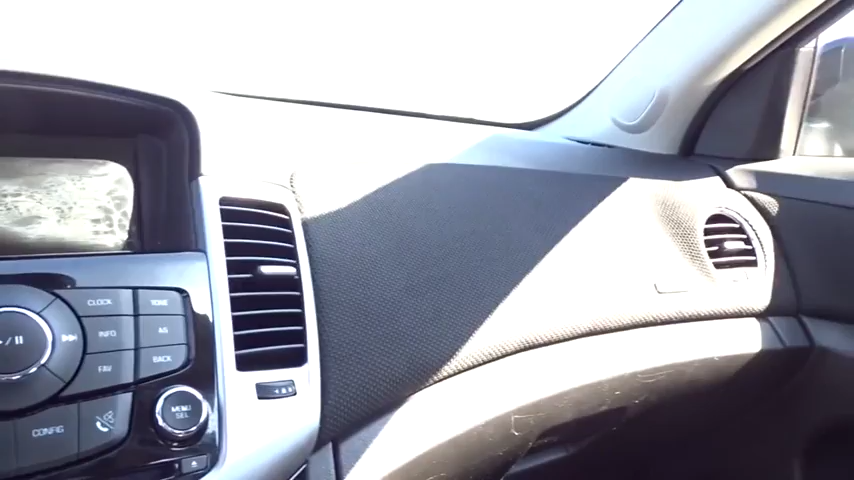 CLOCK
TONE
INFO
AS
FAV
BACK
CONFIG
MENU
SEL